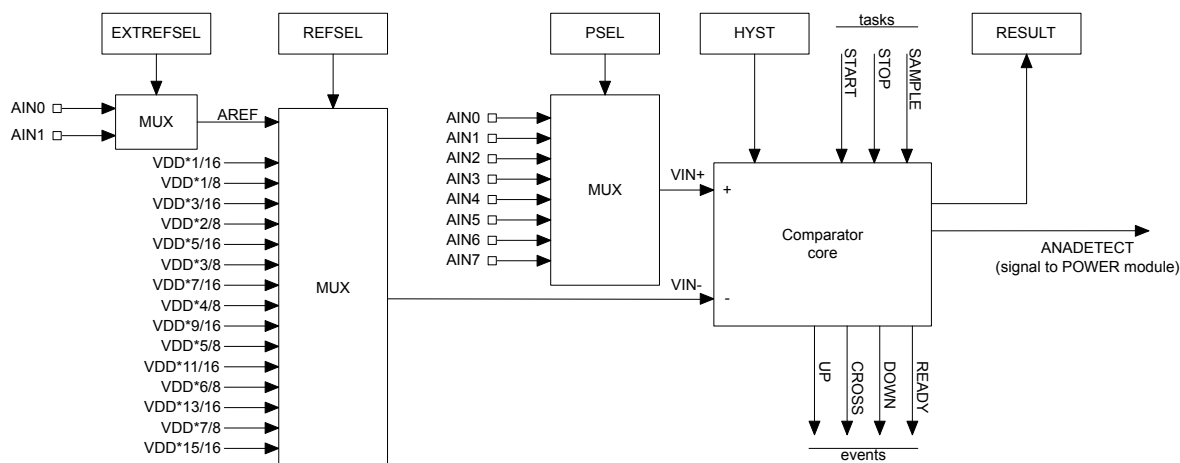 EXTREFSEL
REFSEL
PSEL
HYST
tasks
RESULT
START
STOP
SAMPLE
AIN0
AIN1
MUX
AREF
VDD*1/16
VDD*1/8
VDD*3/16
VDD*2/8
VDD*5/16
VDD*3/8
VDD*7/16
VDD*4/8
VDD*9/16
VDD*5/8
VDD*11/16
VDD*6/8
VDD*13/16
VDD*7/8
VDD*15/16
MUX
AIN0
AIN1
AIN2
AIN3
AIN4
AIN5
AIN6
AIN7
MUX
VIN+
VIN-
+
-
Comparator
core
ANADETECT
(signal to POWER module)
UP
CROSS
DOWN
READY
events